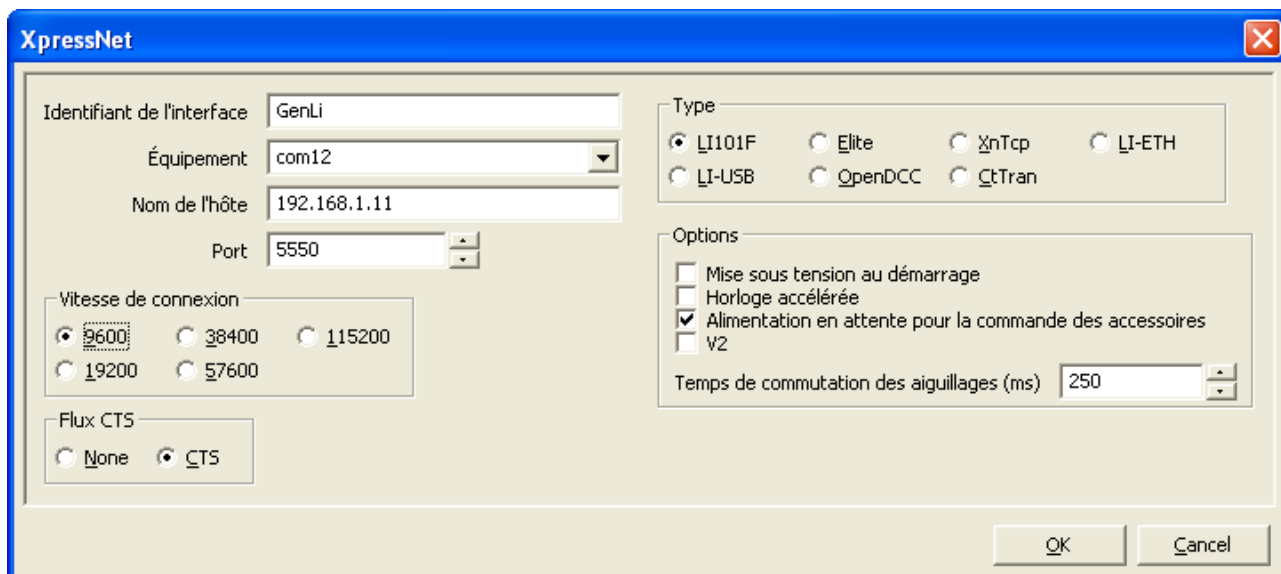 XpressNet
Identifiant de l'interface GenLi
Équipement com12
Nom de l'hôte 192.168.1.11
Port 5550
Vitesse de connexion
9600 38400 115200
19200 57600
Flux CTS
None CTS
Type
LI101F Elite XnTcp LI-ETH
LI-USB OpenDCC CtTran
Options
Mise sous tension au démarrage
Horloge accélérée
Alimentation en attente pour la commande des accessoires
V2
Temps de commutation des aiguillages (ms) 250
OK Cancel